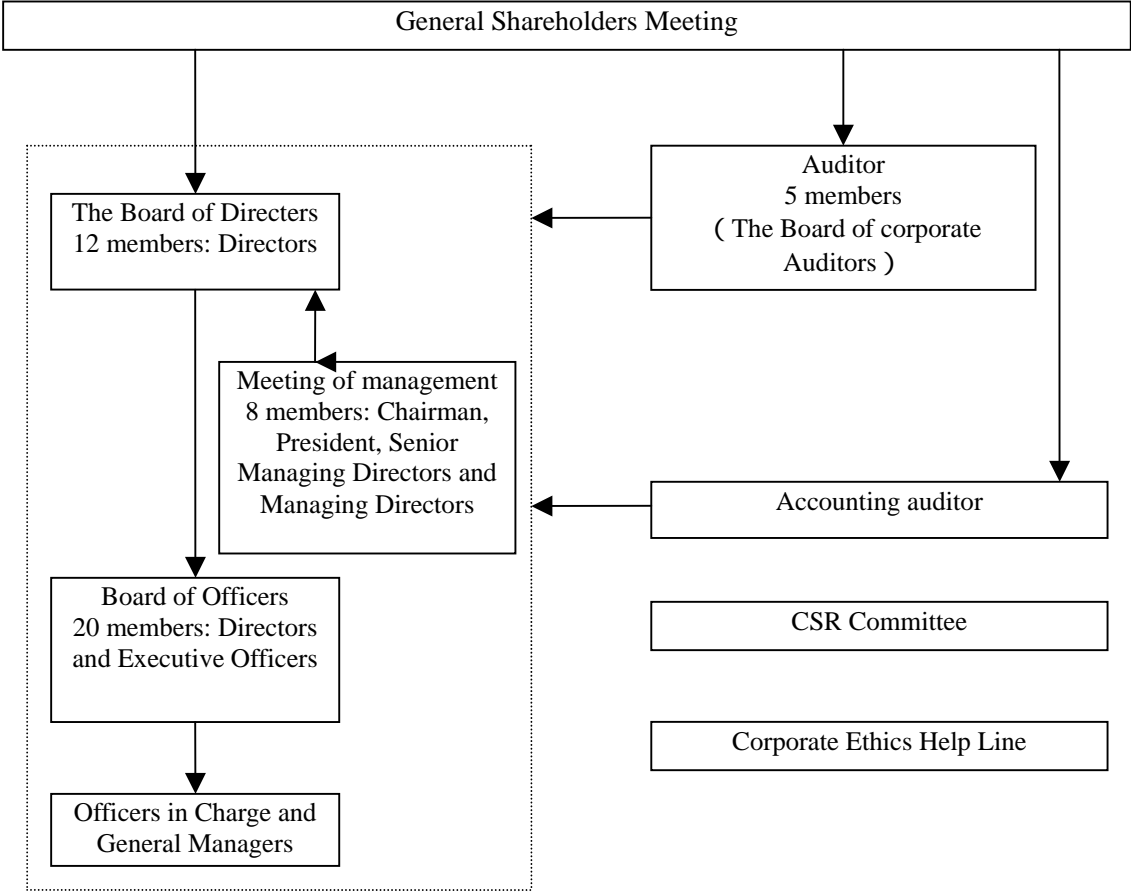 General Shareholders Meeting
Auditor
5 members
( The Board of corporate
Auditors )
The Board of Directers
12 members: Directors
Meeting of management
8 members: Chairman,
President, Senior
Managing Directors and
Managing Directors
Accounting auditor
Board of Officers
20 members: Directors
and Executive Officers
CSR Committee
Corporate Ethics Help Line
Officers in Charge and
General Managers